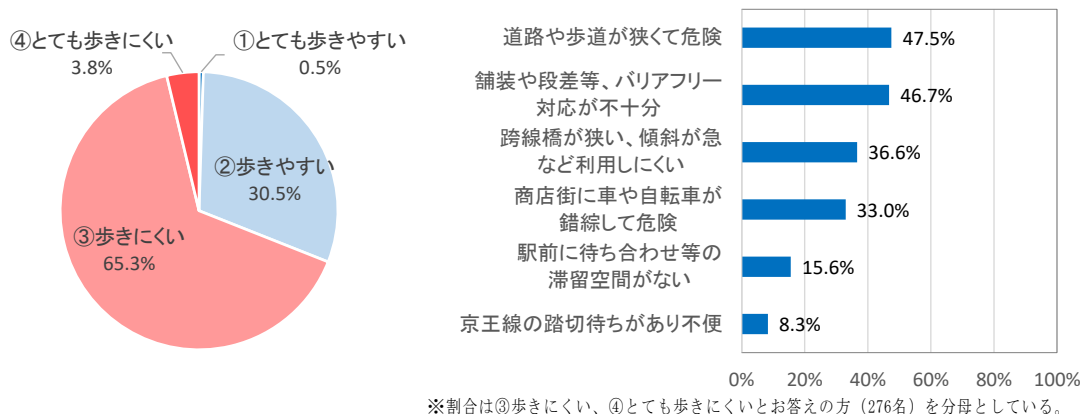 ④とても歩きにくい
3.8%
①とても歩きやすい
0.5%
②歩きやすい
30.5%
③歩きにくい
65.3%
道路や歩道が狭くて危険
47.5%
舗装や段差等、バリアフリー
対応が不十分
46.7%
跨線橋が狭い、傾斜が急
など利用しにくい
36.6%
商店街に車や自転車が
錯綜して危険
33.0%
駅前に待ち合わせ等の
滞留空間がない
15.6%
京王線の踏切待ちがあり不便
8.3%
0% 20% 40% 60% 80% 100%
※割合は③歩きにくい、④とても歩きにくいとお答えの方（276名）を分母としている。